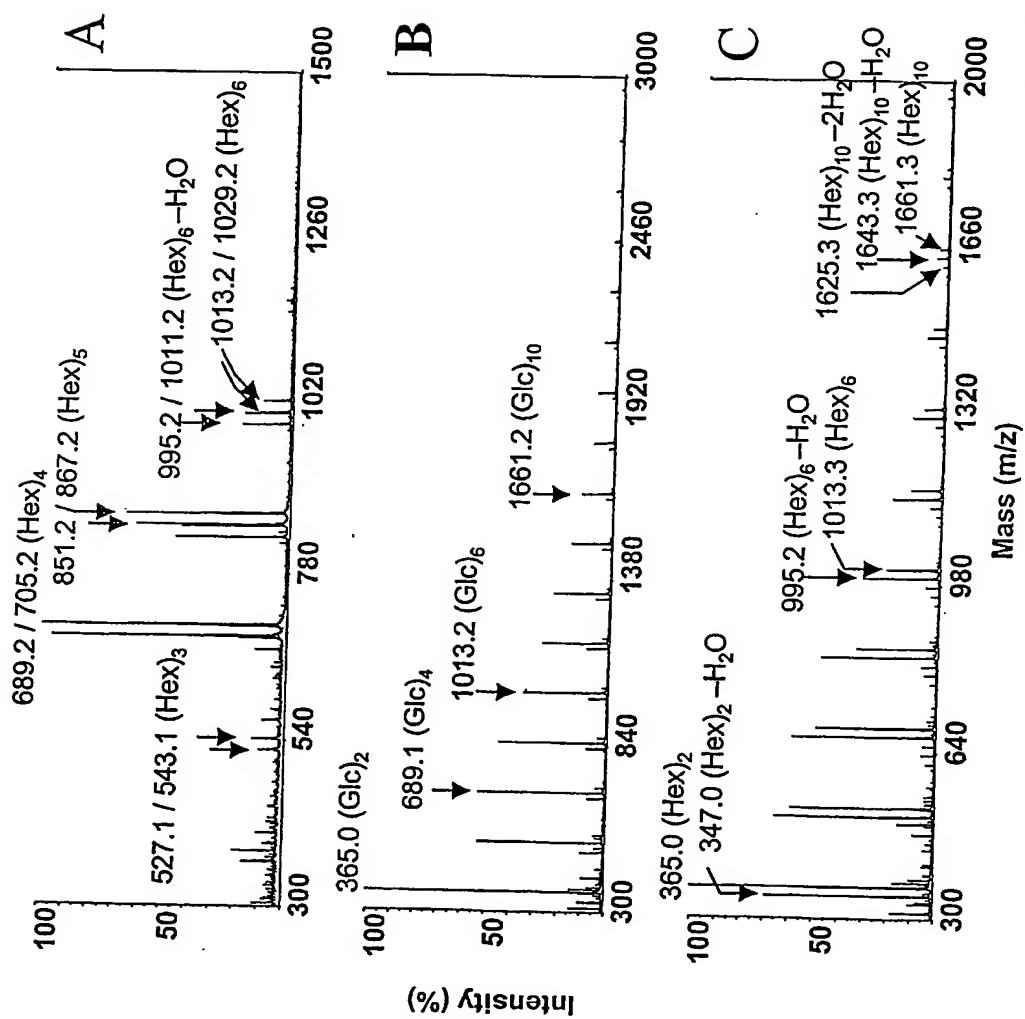 A
100
50
527.1 / 543.1 (Hex)₃
689.2 / 705.2 (Hex)₄
851.2 / 867.2 (Hex)₅
995.2 / 1011.2 (Hex)₆–H₂O
1013.2 / 1029.2 (Hex)₆
300 540 780 1020 1260 1500
B
100
50
365.0 (Glc)₂
689.1 (Glc)₄
1013.2 (Glc)₆
1661.2 (Glc)₁₀
300 840 1380 1920 2460 3000
C
100
50
365.0 (Hex)₂
347.0 (Hex)₂–H₂O
995.2 (Hex)₆–H₂O
1013.3 (Hex)₆
1625.3 (Hex)₁₀–2H₂O
1643.3 (Hex)₁₀–H₂O
1661.3 (Hex)₁₀
300 640 980 1320 1660 2000
Mass (m/z)
Intensity (%)